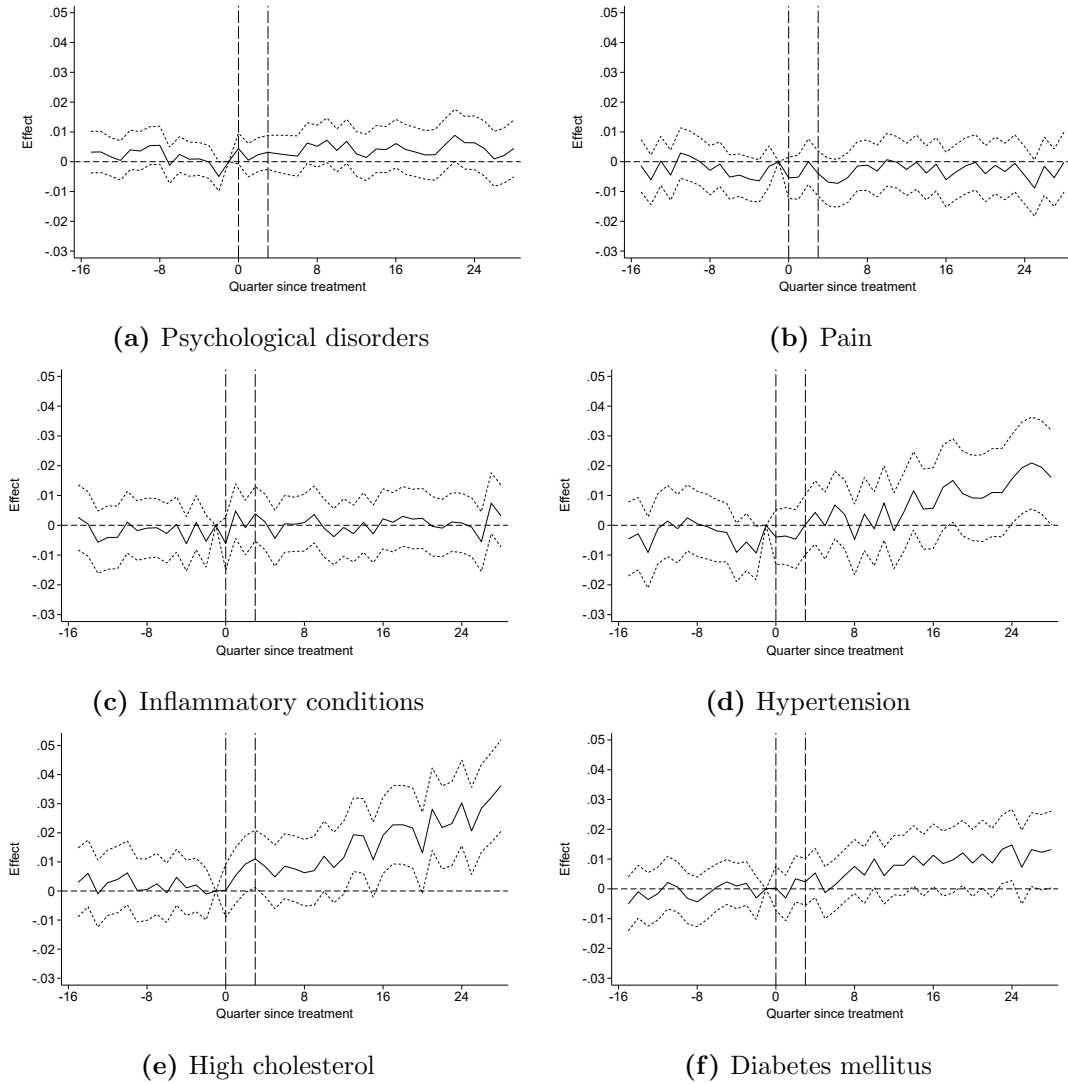 .05
.04
.03
.02
.01
0
-.01
-.02
-.03
Effect
-16 -8 0 8 16 24
Quarter since treatment
(a) Psychological disorders
.05
.04
.03
.02
.01
0
-.01
-.02
-.03
Effect
-16 -8 0 8 16 24
Quarter since treatment
(b) Pain
.05
.04
.03
.02
.01
0
-.01
-.02
-.03
Effect
-16 -8 0 8 16 24
Quarter since treatment
(c) Inflammatory conditions
.05
.04
.03
.02
.01
0
-.01
-.02
-.03
Effect
-16 -8 0 8 16 24
Quarter since treatment
(d) Hypertension
.05
.04
.03
.02
.01
0
-.01
-.02
-.03
Effect
-16 -8 0 8 16 24
Quarter since treatment
(e) High cholesterol
.05
.04
.03
.02
.01
0
-.01
-.02
-.03
Effect
-16 -8 0 8 16 24
Quarter since treatment
(f) Diabetes mellitus